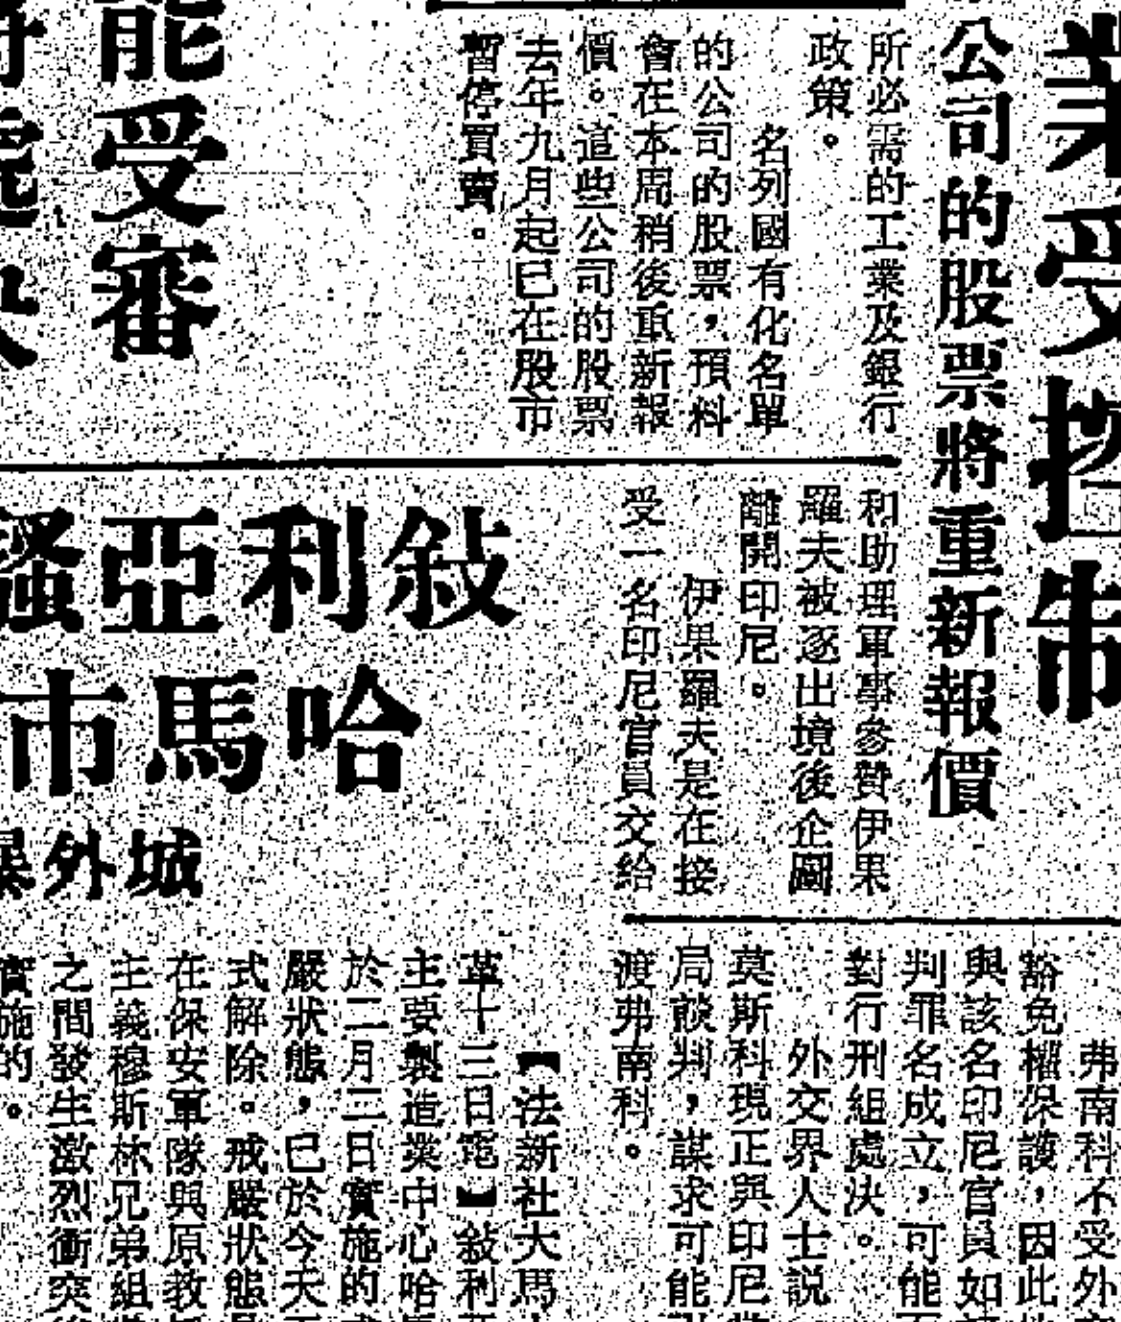 業受控制
公司的股票將重新報價
所必需的工業及銀行
政策。
名列國有化名單
的公司的股票，預料
會在本周稍後重新報
價。這些公司的股票
去年九月起已在股市
暫停買賣。
能受審
處決
和助理軍事參贊伊果
羅夫被逐出境後企圖
離開印尼。
伊果羅夫是在接
受一名印尼官員交給
敍利亞騷
哈馬市
城外
弗南科不受外
豁免權保護，因此
與該名印尼官員如
判罪名成立，可能
對行刑組處決。
外交界人士説
莫斯科現正與印尼
局談判，謀求可能
渡弗南科。
【法新社大馬
革十三日電】敍利
主要製造業中心哈
於二月二日實施的
嚴狀態，已於今天
式解除。戒嚴狀態
在保安軍隊與原教
主義穆斯林兄弟組
之間發生激烈衝突
實施的。